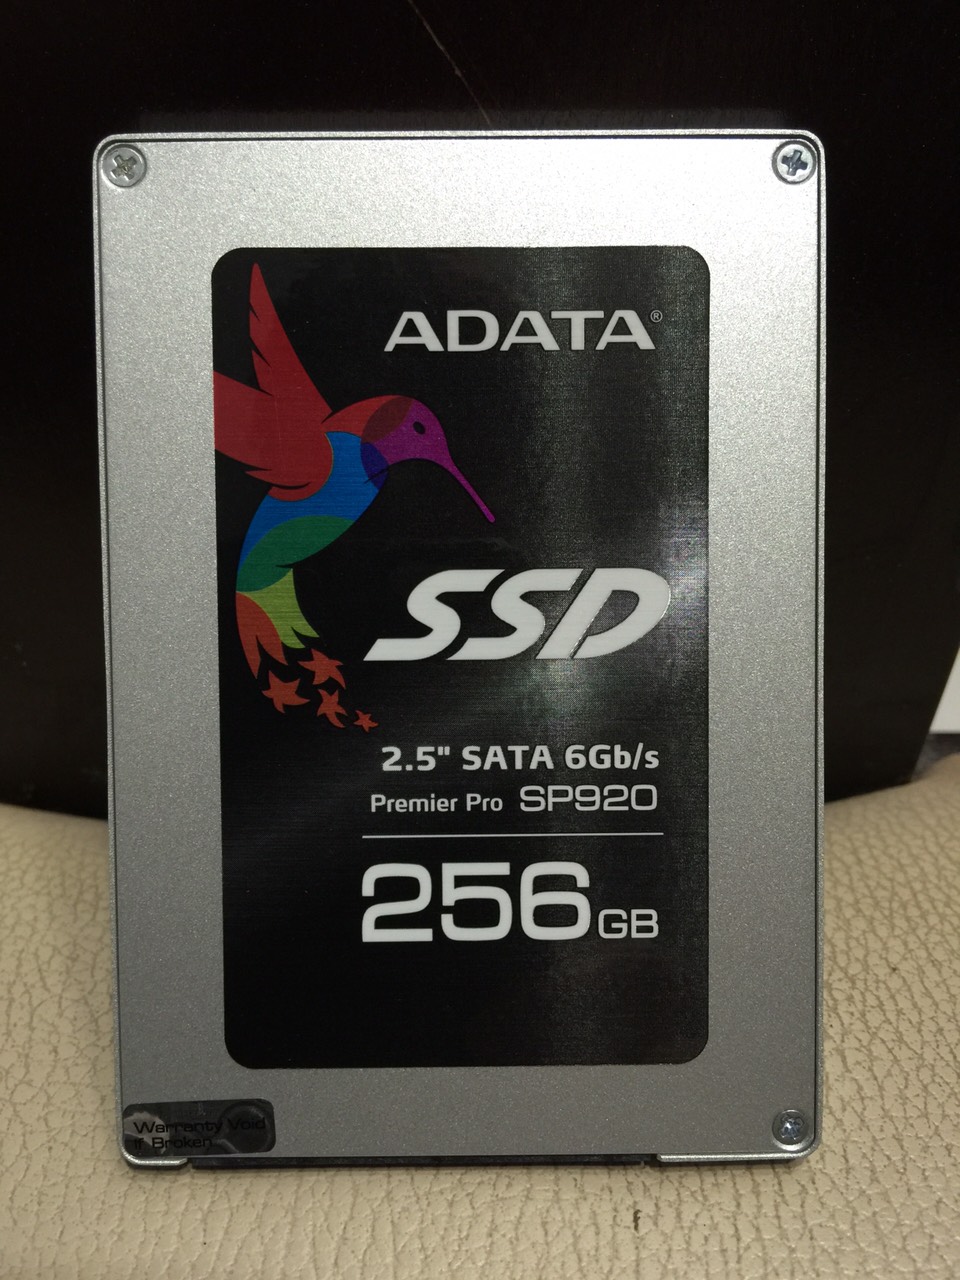 ADATA®
SSD
2.5" SATA 6Gb/s
Premier Pro SP920
256GB
Warranty Void
if Broken